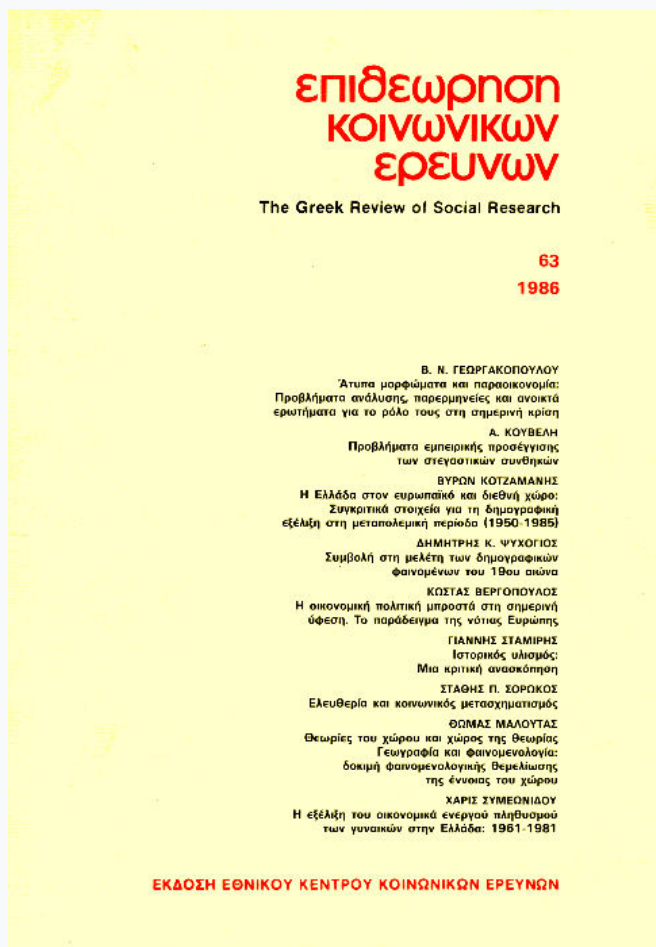 επιθεωρηση
κοινωνικων
ερευνων
The Greek Review of Social Research
63
1986
Β. Ν. ΓΕΩΡΓΑΚΟΠΟΥΛΟΥ
Άτυπα μορφώματα και παραοικονομία:
Προβλήματα ανάλυσης, παρερμηνείες και ανοικτά
ερωτήματα για το ρόλο τους στη σημερινή κρίση
Α. ΚΟΥΒΕΛΗ
Προβλήματα εμπειρικής προσέγγισης
των στεγαστικών συνθηκών
ΒΥΡΩΝ ΚΟΤΖΑΜΑΝΗΣ
Η Ελλάδα στον ευρωπαϊκό και διεθνή χώρο:
Συγκριτικά στοιχεία για τη δημογραφική
εξέλιξη στη μεταπολεμική περίοδο (1950-1985)
ΔΗΜΗΤΡΗΣ Κ. ΨΥΧΟΓΙΟΣ
Συμβολή στη μελέτη των δημογραφικών
φαινομένων του 19ου αιώνα
ΚΩΣΤΑΣ ΒΕΡΓΟΠΟΥΛΟΣ
Η οικονομική πολιτική μπροστά στη σημερινή
ύφεση. Το παράδειγμα της νότιας Ευρώπης
ΓΙΑΝΝΗΣ ΣΤΑΜΙΡΗΣ
Ιστορικός υλισμός:
Μια κριτική ανασκόπηση
ΣΤΑΘΗΣ Π. ΣΟΡΩΚΟΣ
Ελευθερία και κοινωνικός μετασχηματισμός
ΘΩΜΑΣ ΜΑΛΟΥΤΑΣ
Θεωρίες του χώρου και χώρος της θεωρίας
Γεωγραφία και φαινομενολογία:
δοκιμή φαινομενολογικής θεμελίωσης
της έννοιας του χώρου
ΧΑΡΙΣ ΣΥΜΕΩΝΙΔΟΥ
Η εξέλιξη του οικονομικά ενεργού πληθυσμού
των γυναικών στην Ελλάδα: 1961-1981
ΕΚΔΟΣΗ ΕΘΝΙΚΟΥ ΚΕΝΤΡΟΥ ΚΟΙΝΩΝΙΚΩΝ ΕΡΕΥΝΩΝ